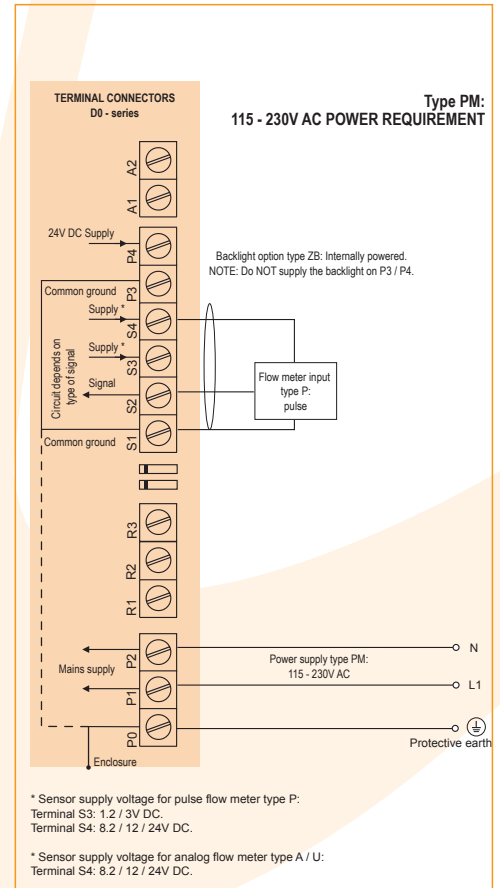 TERMINAL CONNECTORS
D0 - series
Type PM:
115 - 230V AC POWER REQUIREMENT
A2
A1
24V DC Supply
P4
Backlight option type ZB: Internally powered.
NOTE: Do NOT supply the backlight on P3 / P4.
Common ground
P3
Supply *
S4
Supply *
S3
Circuit depends on
type of signal
Signal
S2
Flow meter input
type P:
pulse
Common ground
S1
R3
R2
R1
P2
Power supply type PM:
115 - 230V AC
N
Mains supply
L1
P1
P0
Protective earth
Enclosure
* Sensor supply voltage for pulse flow meter type P:
Terminal S3: 1.2 / 3V DC.
Terminal S4: 8.2 / 12 / 24V DC.
* Sensor supply voltage for analog flow meter type A / U:
Terminal S4: 8.2 / 12 / 24V DC.